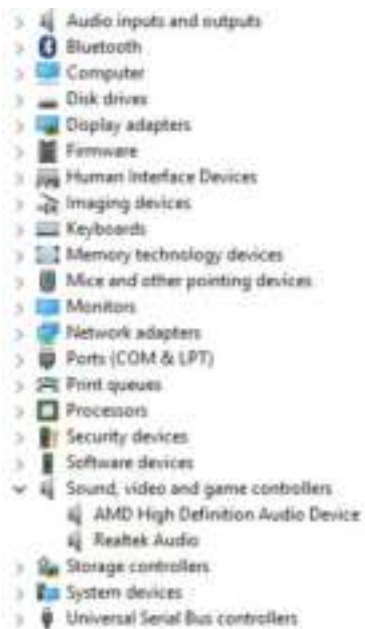 Audio inputs and outputs
Bluetooth
Computer
Disk drives
Display adapters
Firmware
Human Interface Devices
Imaging devices
Keyboards
Memory technology devices
Mice and other pointing devices
Monitors
Network adapters
Ports (COM & LPT)
Print queues
Processors
Security devices
Software devices
Sound, video and game controllers
AMD High Definition Audio Device
Realtek Audio
Storage controllers
System devices
Universal Serial Bus controllers